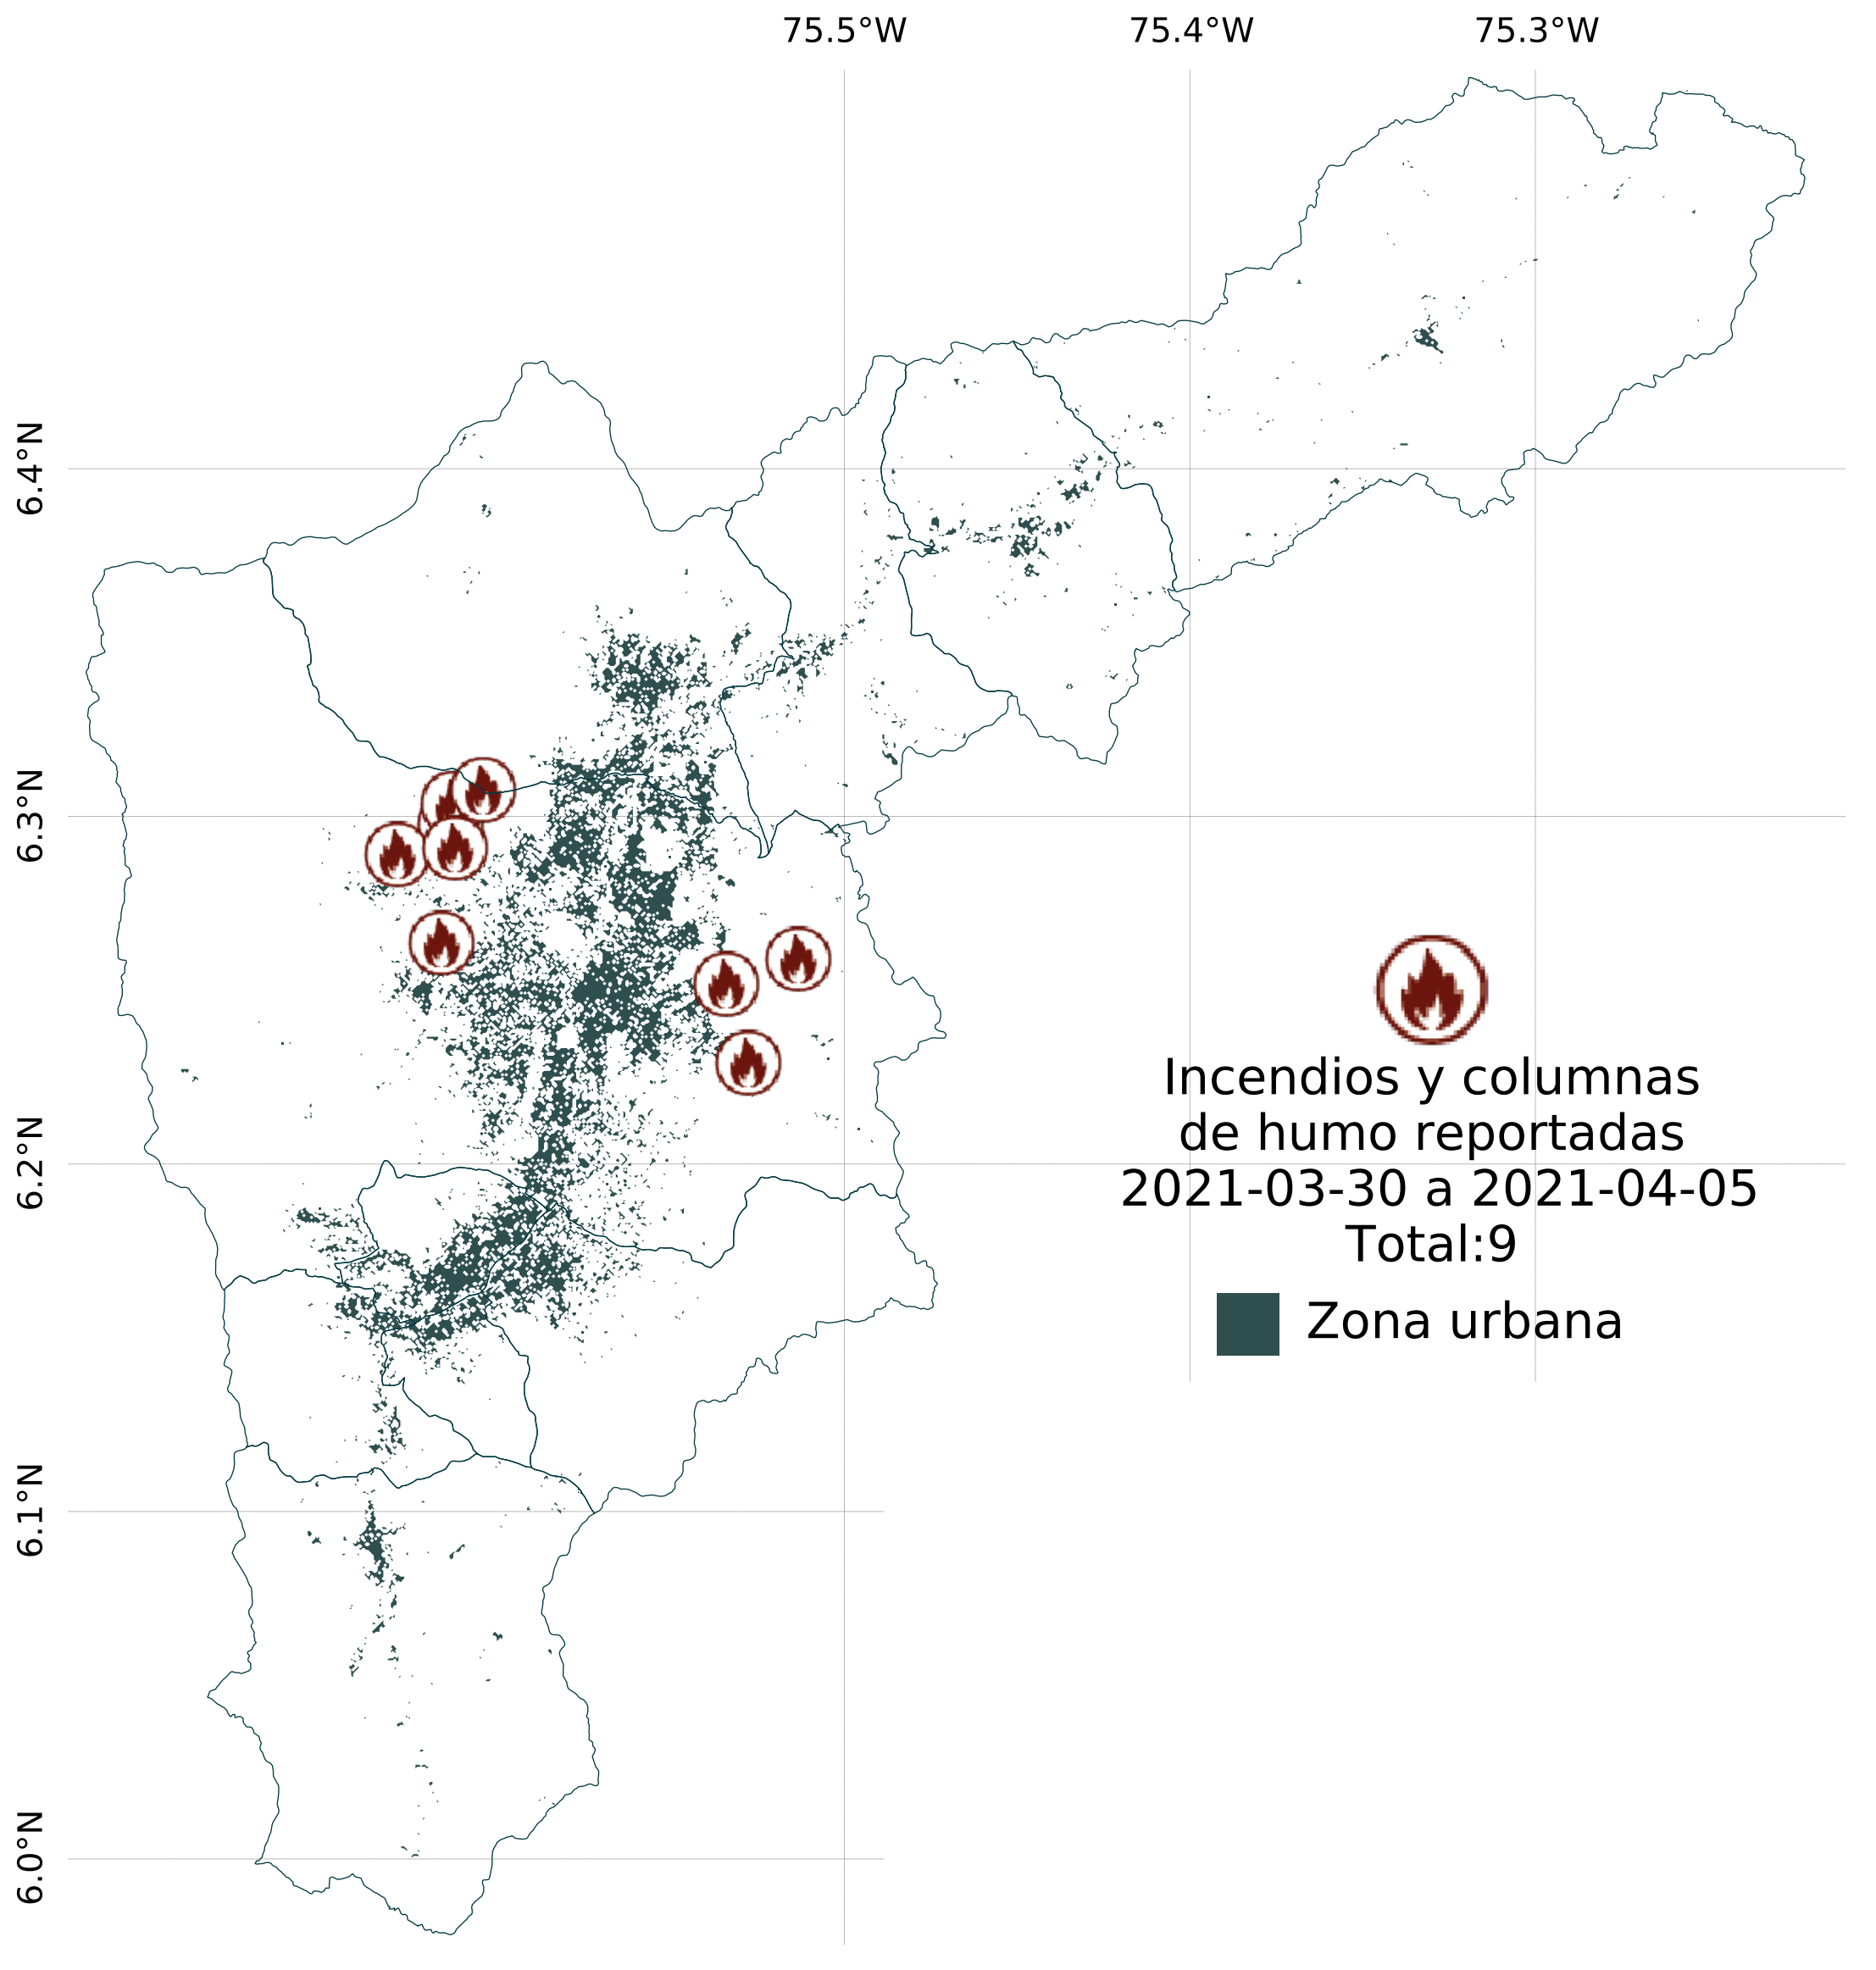 75.5°W 75.4°W 75.3°W
6.4°N
6.3°N
6.2°N
6.1°N
6.0°N
Incendios y columnas
de humo reportadas
2021-03-30 a 2021-04-05
Total:9
Zona urbana